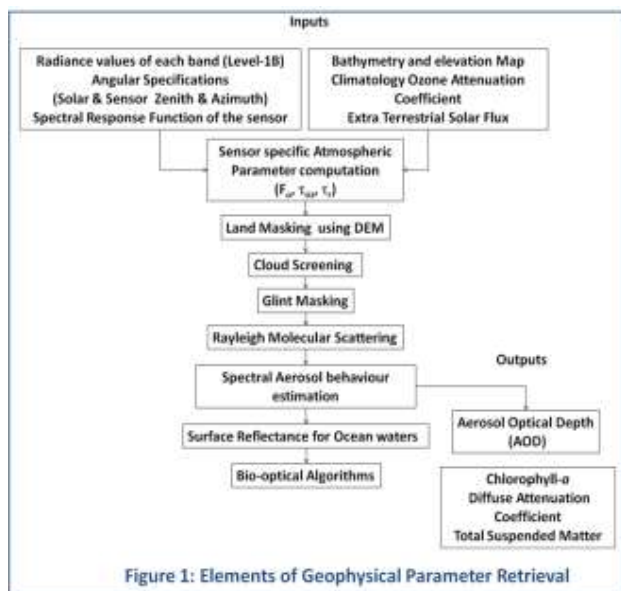 Inputs
Radiance values of each band (Level-1B)
Angular Specifications
(Solar & Sensor Zenith & Azimuth)
Spectral Response Function of the sensor
Bathymetry and elevation Map
Climatology Ozone Attenuation
Coefficient
Extra Terrestrial Solar Flux
Sensor specific Atmospheric
Parameter computation
Land Masking using DEM
Cloud Screening
Glint Masking
Rayleigh Molecular Scattering
Spectral Aerosol behaviour
estimation
Surface Reflectance for Ocean waters
Bio-optical Algorithms
Outputs
Aerosol Optical Depth
(AOD)
Chlorophyll-a
Diffuse Attenuation
Coefficient
Total Suspended Matter
Figure 1: Elements of Geophysical Parameter Retrieval